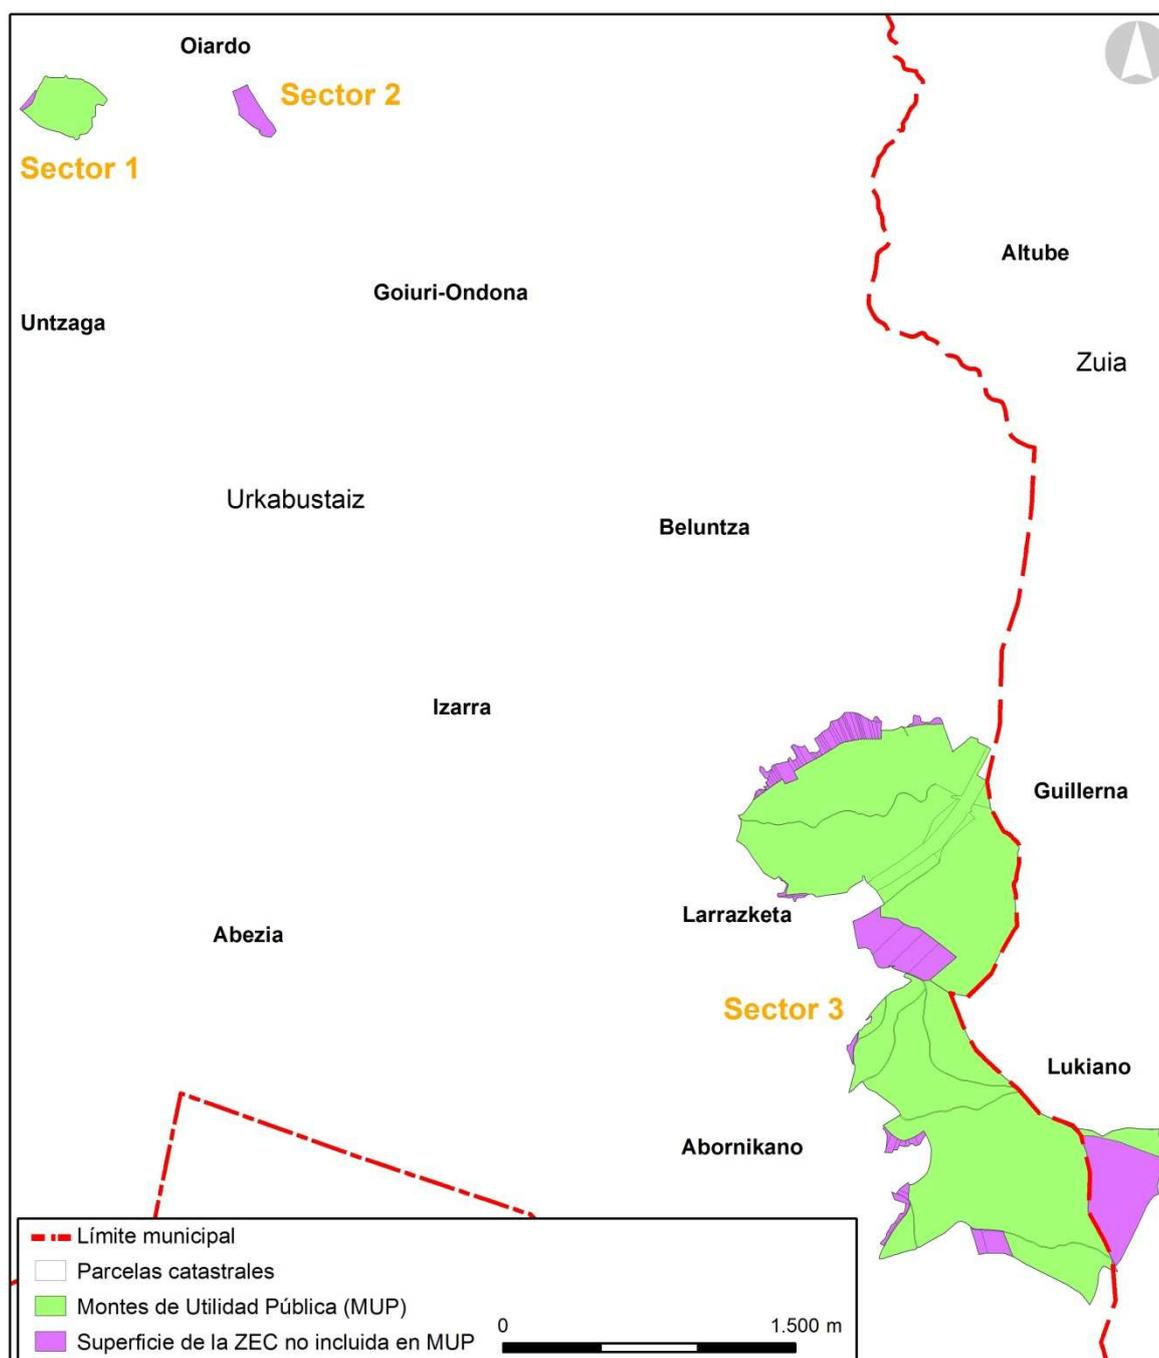 Oiardo
Sector 2
Sector 1
Altube
Goiuri-Ondona
Untzaga
Zuia
Urkabustaiz
Beluntza
Izarra
Guillerna
Larrazketa
Abezia
Sector 3
Lukiano
Abornikano
Límite municipal
Parcelas catastrales
Montes de Utilidad Pública (MUP)
Superficie de la ZEC no incluida en MUP
0 1.500 m